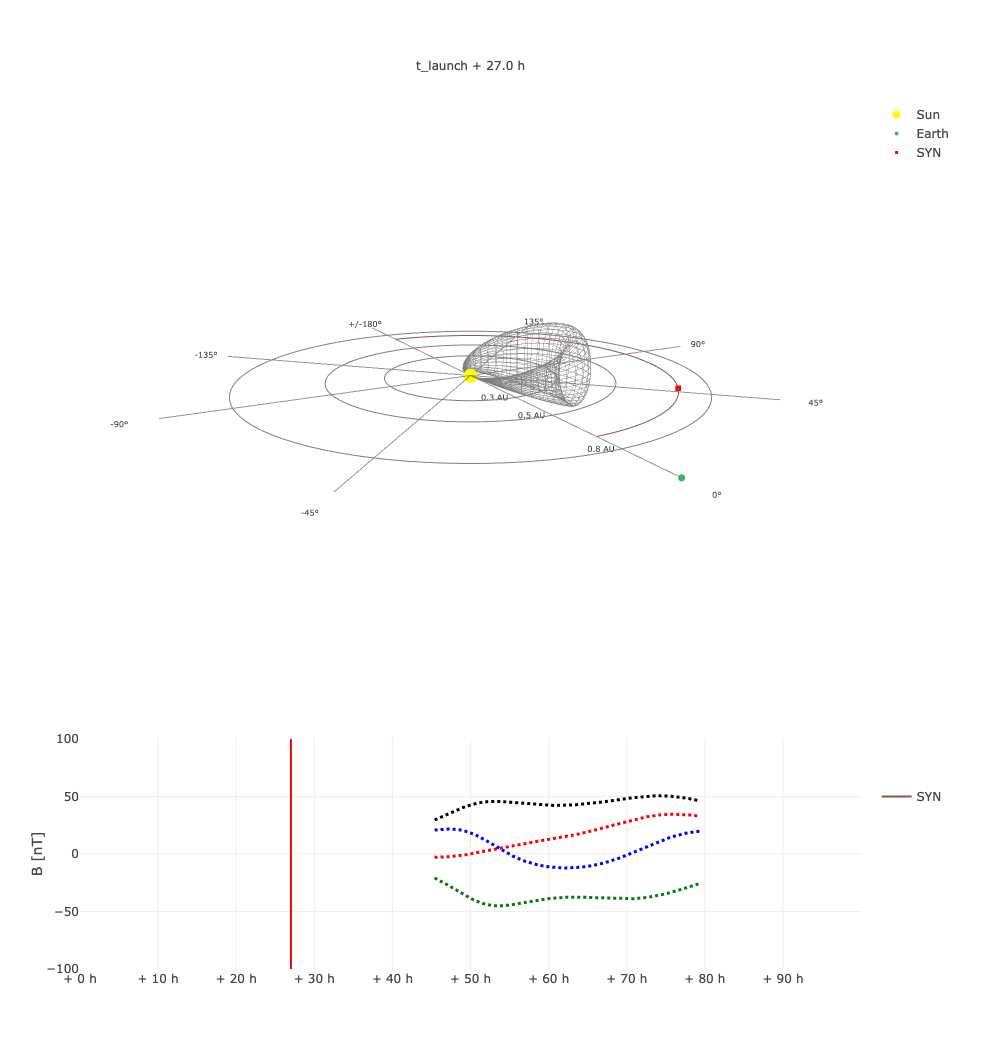 t_launch + 27.0 h
Sun
Earth
SYN
+/-180°
135°
-135°
90°
0.3 AU
45°
0.5 AU
-90°
0.8 AU
0°
-45°
100
50
SYN
0
B [nT]
−50
−100
+ 0 h + 10 h + 20 h + 30 h + 40 h + 50 h + 60 h + 70 h + 80 h + 90 h